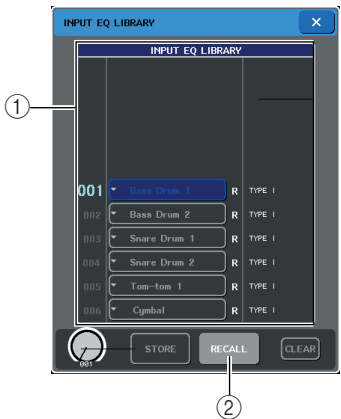 INPUT EQ LIBRARY ×
INPUT EQ LIBRARY
①
001 Bass Drum 1 R TYPE I
002 Bass Drum 2 R TYPE I
003 Snare Drum 1 R TYPE I
004 Snare Drum 2 R TYPE I
005 Tom-tom 1 R TYPE I
006 Cymbal R TYPE I
001 STORE RECALL CLEAR
②